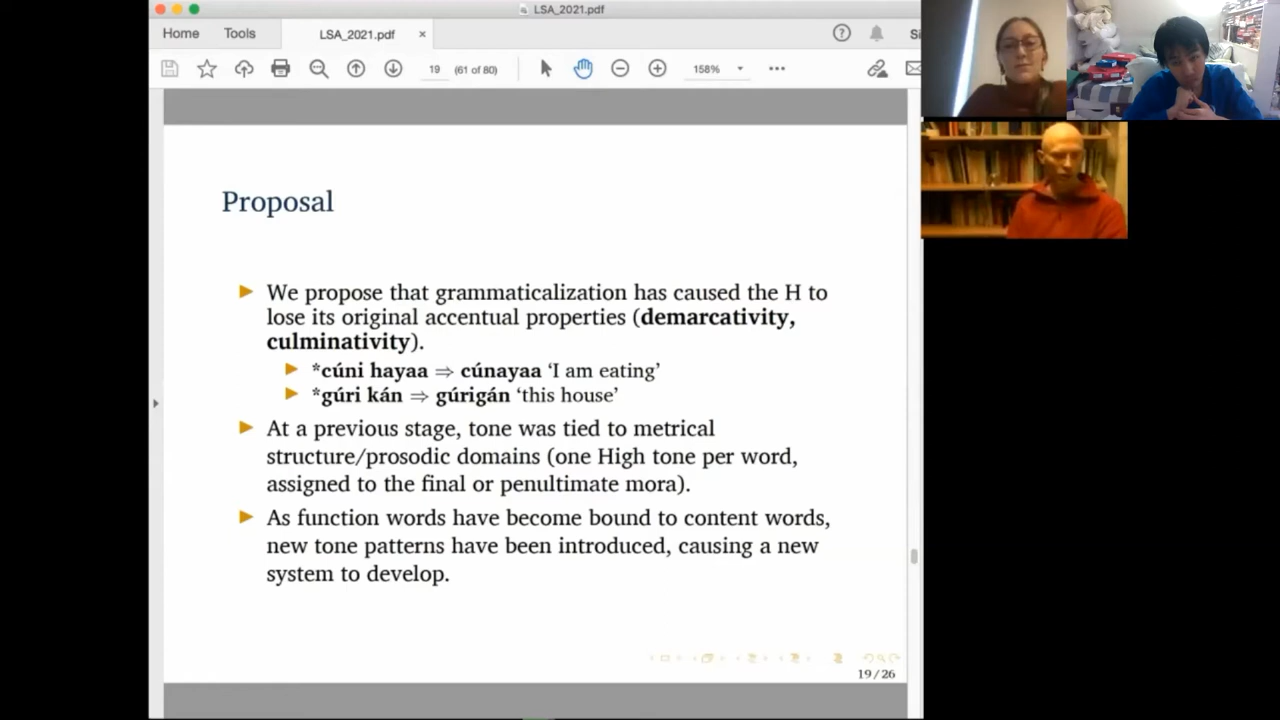 LSA_2021.pdf
Home Tools LSA_2021.pdf ×
19 (61 of 80) 158%
Proposal
We propose that grammaticalization has caused the H to
lose its original accentual properties (demarcativity,
culminativity).
*cúni hayaa ⇒ cúnayaa ‘I am eating’
*gúri kán ⇒ gúrigán ‘this house’
At a previous stage, tone was tied to metrical
structure/prosodic domains (one High tone per word,
assigned to the final or penultimate mora).
As function words have become bound to content words,
new tone patterns have been introduced, causing a new
system to develop.
19/26